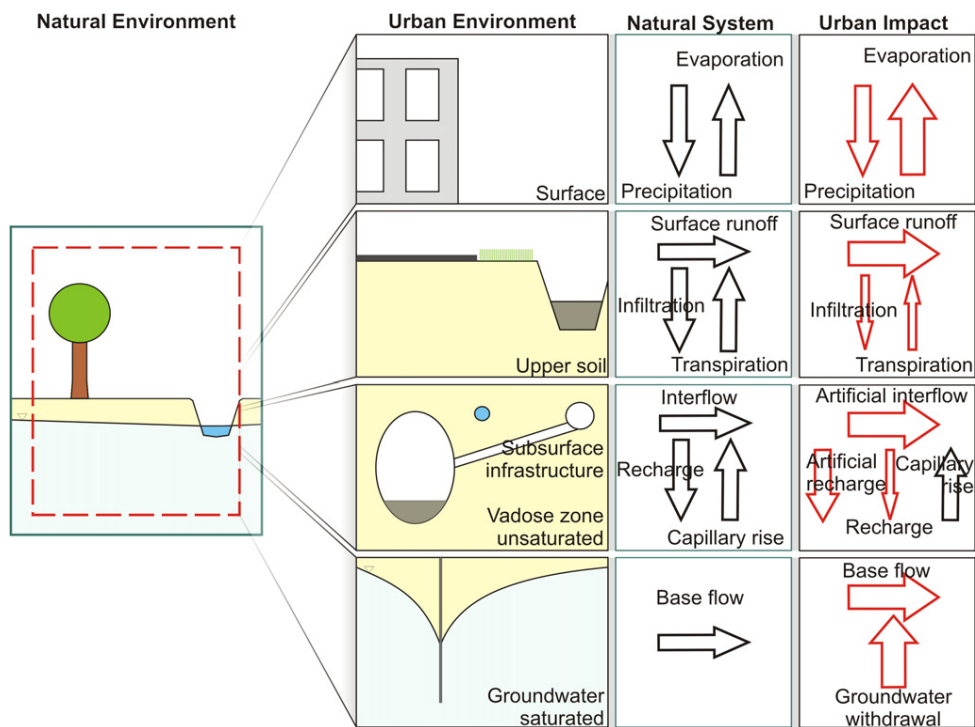 Natural Environment
Urban Environment
Natural System
Urban Impact
Surface
Evaporation
Precipitation
Evaporation
Precipitation
Upper soil
Surface runoff
Infiltration
Transpiration
Surface runoff
Infiltration
Transpiration
Subsurface
infrastructure
Vadose zone
unsaturated
Interflow
Recharge
Capillary rise
Artificial interflow
Artificial
recharge
Capillary
rise
Recharge
Groundwater
saturated
Base flow
Base flow
Groundwater
withdrawal